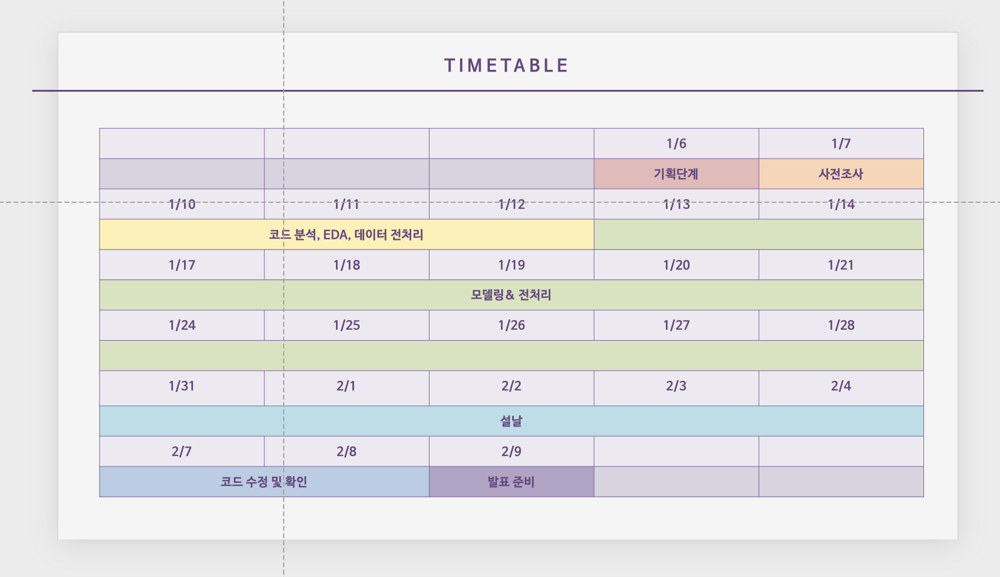 TIMETABLE
1/6 1/7
기획단계 사전조사
1/10 1/11 1/12 1/13 1/14
코드 분석, EDA, 데이터 전처리
1/17 1/18 1/19 1/20 1/21
모델링& 전처리
1/24 1/25 1/26 1/27 1/28
1/31 2/1 2/2 2/3 2/4
설날
2/7 2/8 2/9
코드 수정 및 확인 발표 준비